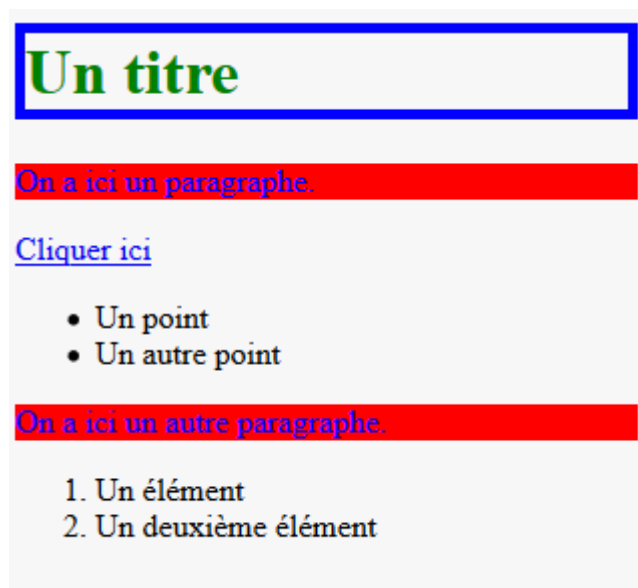 Un titre
On a ici un paragraphe.
Cliquer ici
• Un point
• Un autre point
On a ici un autre paragraphe.
1. Un élément
2. Un deuxième élément